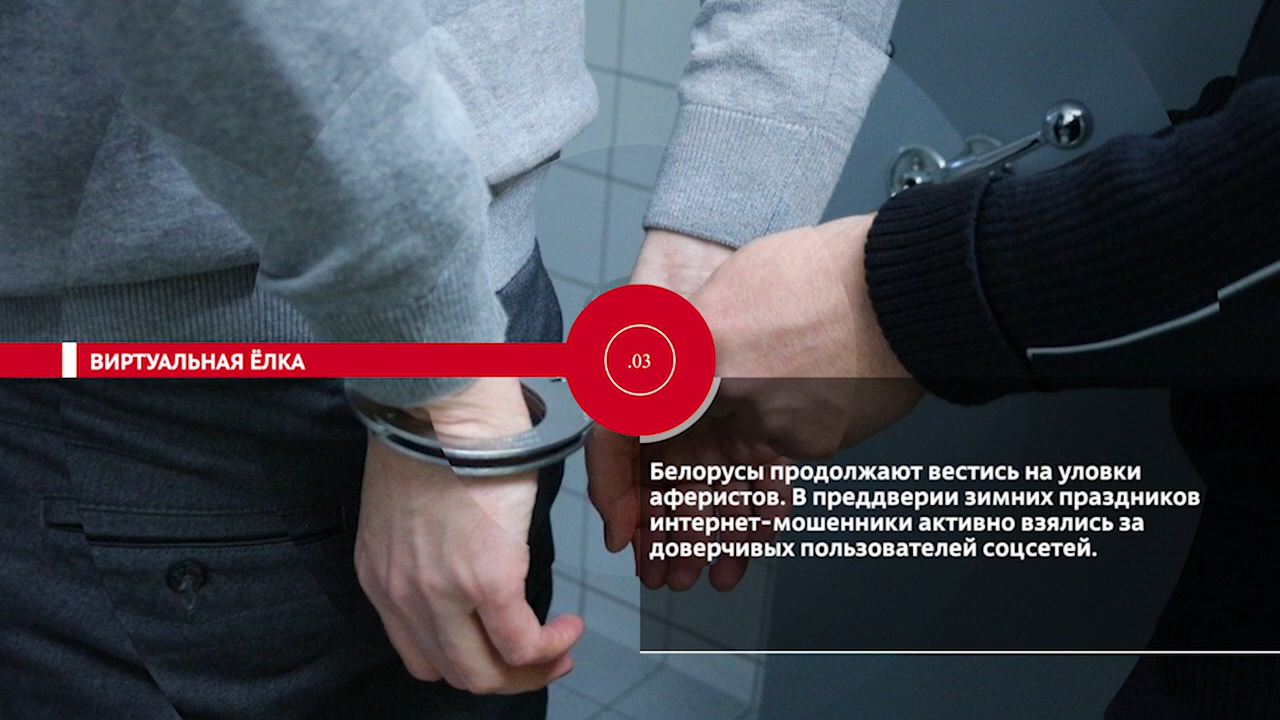 ВИРТУАЛЬНАЯ ЁЛКА
.03
Белорусы продолжают вестись на уловки
аферистов. В преддверии зимних праздников
интернет-мошенники активно взялись за
доверчивых пользователей соцсетей.